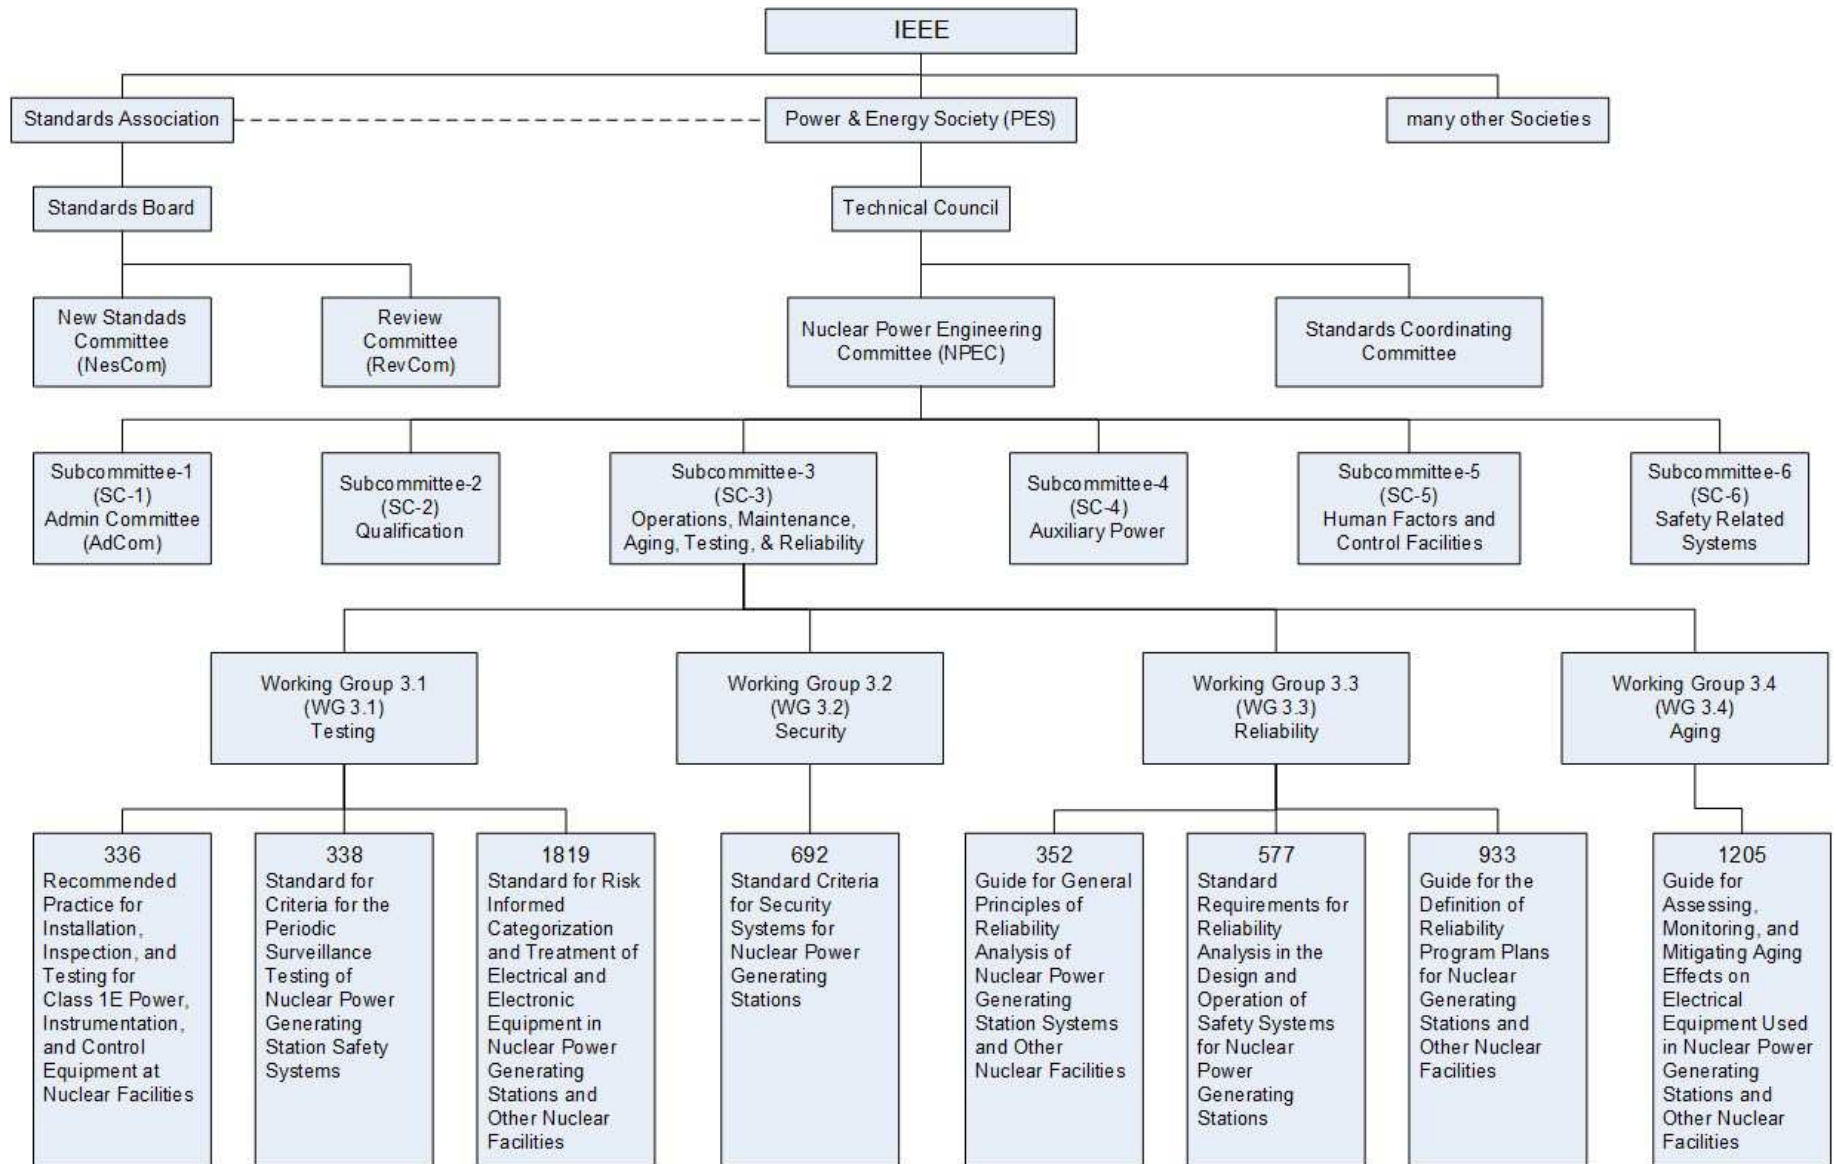 IEEE
Standards Association
Power & Energy Society (PES)
many other Societies
Standards Board
Technical Council
New Standads
Committee
(NesCom)
Review
Committee
(RevCom)
Nuclear Power Engineering
Committee (NPEC)
Standards Coordinating
Committee
Subcommittee-1
(SC-1)
Admin Committee
(AdCom)
Subcommittee-2
(SC-2)
Qualification
Subcommittee-3
(SC-3)
Operations, Maintenance,
Aging, Testing, & Reliability
Subcommittee-4
(SC-4)
Auxiliary Power
Subcommittee-5
(SC-5)
Human Factors and
Control Facilities
Subcommittee-6
(SC-6)
Safety Related
Systems
Working Group 3.1
(WG 3.1)
Testing
Working Group 3.2
(WG 3.2)
Security
Working Group 3.3
(WG 3.3)
Reliability
Working Group 3.4
(WG 3.4)
Aging
336
Recommended
Practice for
Installation,
Inspection, and
Testing for
Class 1E Power,
Instrumentation,
and Control
Equipment at
Nuclear Facilities
338
Standard for
Criteria for the
Periodic
Surveillance
Testing of
Nuclear Power
Generating
Station Safety
Systems
1819
Standard for Risk
Informed
Categorization
and Treatment of
Electrical and
Electronic
Equipment in
Nuclear Power
Generating
Stations and
Other Nuclear
Facilities
692
Standard Criteria
for Security
Systems for
Nuclear Power
Generating
Stations
352
Guide for General
Principles of
Reliability
Analysis of
Nuclear Power
Generating
Station Systems
and Other
Nuclear Facilities
577
Standard
Requirements for
Reliability
Analysis in the
Design and
Operation of
Safety Systems
for Nuclear
Power
Generating
Stations
933
Guide for the
Definition of
Reliability
Program Plans
for Nuclear
Generating
Stations and
Other Nuclear
Facilities
1205
Guide for
Assessing,
Monitoring, and
Mitigating Aging
Effects on
Electrical
Equipment Used
in Nuclear Power
Generating
Stations and
Other Nuclear
Facilities